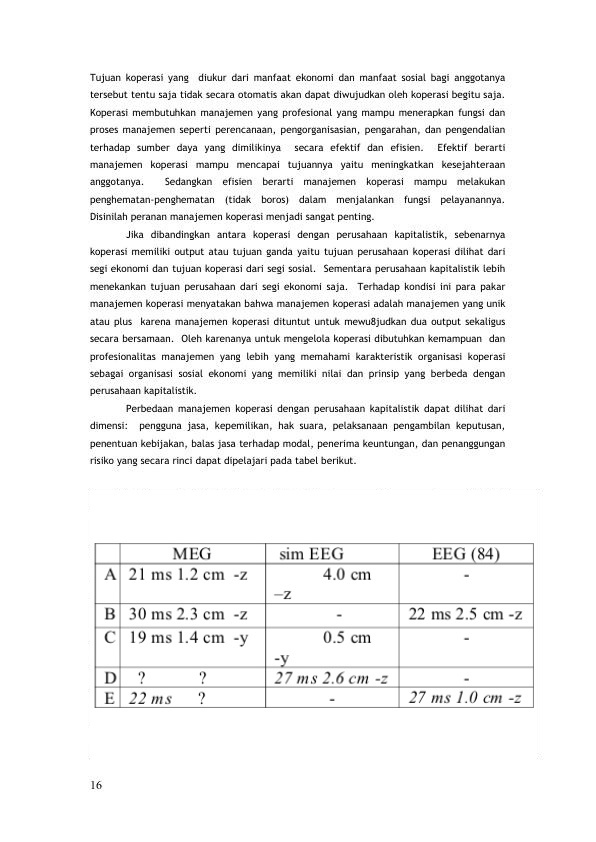 Tujuan koperasi yang diukur dari manfaat ekonomi dan manfaat sosial bagi anggotanya
tersebut tentu saja tidak secara otomatis akan dapat diwujudkan oleh koperasi begitu saja.
Koperasi membutuhkan manajemen yang profesional yang mampu menerapkan fungsi dan
proses manajemen seperti perencanaan, pengorganisasian, pengarahan, dan pengendalian
terhadap sumber daya yang dimilikinya secara efektif dan efisien. Efektif berarti
manajemen koperasi mampu mencapai tujuannya yaitu meningkatkan kesejahteraan
anggotanya. Sedangkan efisien berarti manajemen koperasi mampu melakukan
penghematan-penghematan (tidak boros) dalam menjalankan fungsi pelayanannya.
Disinilah peranan manajemen koperasi menjadi sangat penting.
Jika dibandingkan antara koperasi dengan perusahaan kapitalistik, sebenarnya
koperasi memiliki output atau tujuan ganda yaitu tujuan perusahaan koperasi dilihat dari
segi ekonomi dan tujuan koperasi dari segi sosial. Sementara perusahaan kapitalistik lebih
menekankan tujuan perusahaan dari segi ekonomi saja. Terhadap kondisi ini para pakar
manajemen koperasi menyatakan bahwa manajemen koperasi adalah manajemen yang unik
atau plus karena manajemen koperasi dituntut untuk mewu8judkan dua output sekaligus
secara bersamaan. Oleh karenanya untuk mengelola koperasi dibutuhkan kemampuan dan
profesionalitas manajemen yang lebih yang memahami karakteristik organisasi koperasi
sebagai organisasi sosial ekonomi yang memiliki nilai dan prinsip yang berbeda dengan
perusahaan kapitalistik.
Perbedaan manajemen koperasi dengan perusahaan kapitalistik dapat dilihat dari
dimensi: pengguna jasa, kepemilikan, hak suara, pelaksanaan pengambilan keputusan,
penentuan kebijakan, balas jasa terhadap modal, penerima keuntungan, dan penanggungan
risiko yang secara rinci dapat dipelajari pada tabel berikut.
MEG sim EEG EEG (84)
A 21 ms 1.2 cm -z 4.0 cm -
–z
B 30 ms 2.3 cm -z - 22 ms 2.5 cm -z
C 19 ms 1.4 cm -y 0.5 cm -
-y
D ? ? 27 ms 2.6 cm -z -
E 22 ms ? - 27 ms 1.0 cm -z
16